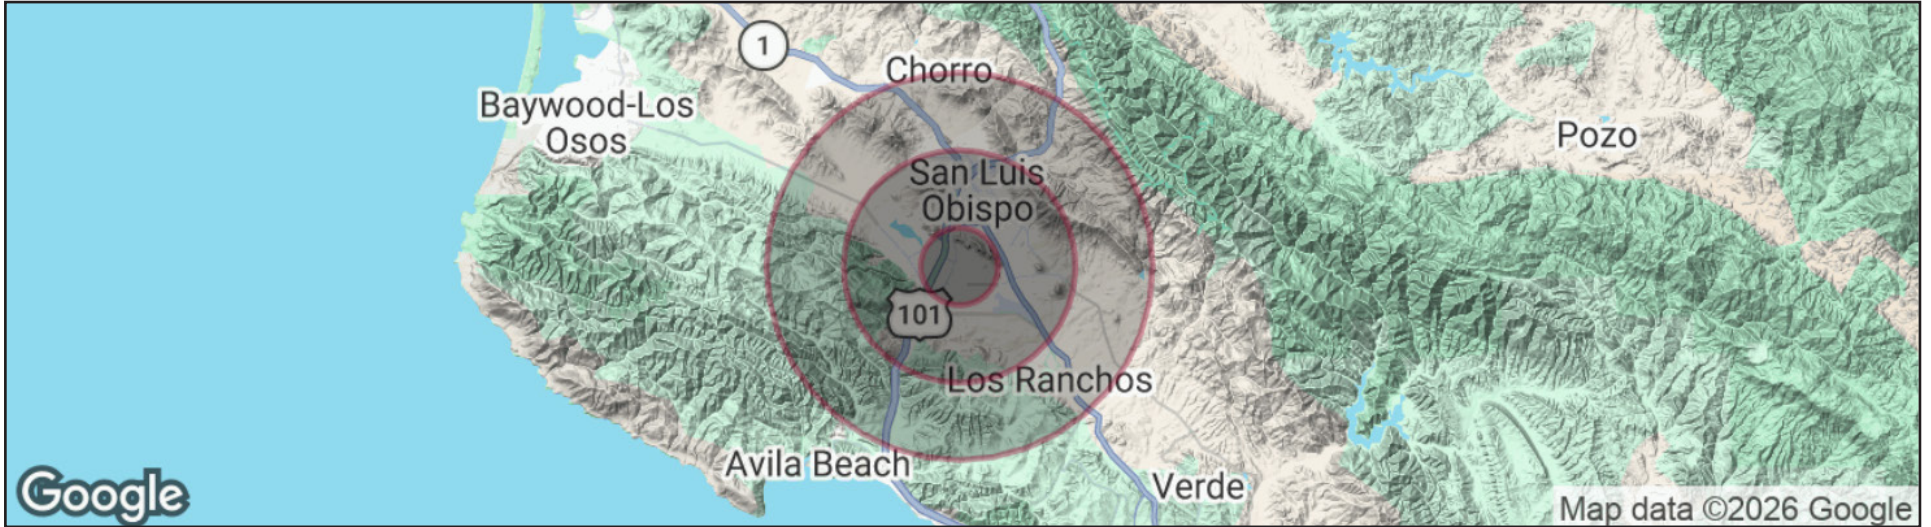 1
Chorro
Baywood-Los
Osos
Pozo
San Luis
Obispo
101
Los Ranchos
Avila Beach
Verde
Google
Map data ©2026 Google